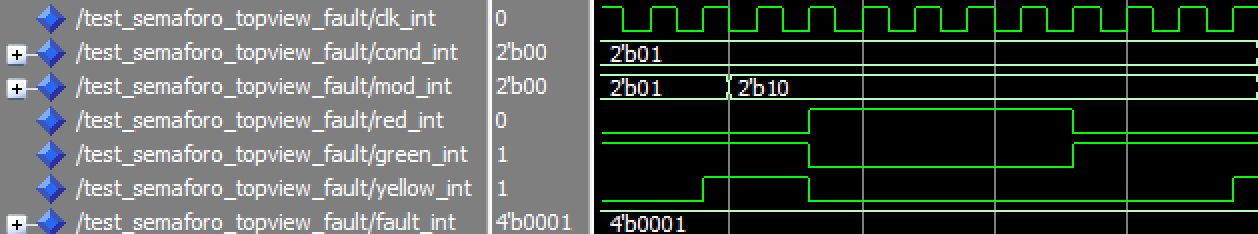 /test_semaforo_topview_fault/clk_int 0
/test_semaforo_topview_fault/cond_int 2'b00 2'b01
/test_semaforo_topview_fault/mod_int 2'b00 2'b01 2'b10
/test_semaforo_topview_fault/red_int 0
/test_semaforo_topview_fault/green_int 1
/test_semaforo_topview_fault/yellow_int 1
/test_semaforo_topview_fault/fault_int 4'b0001 4'b0001